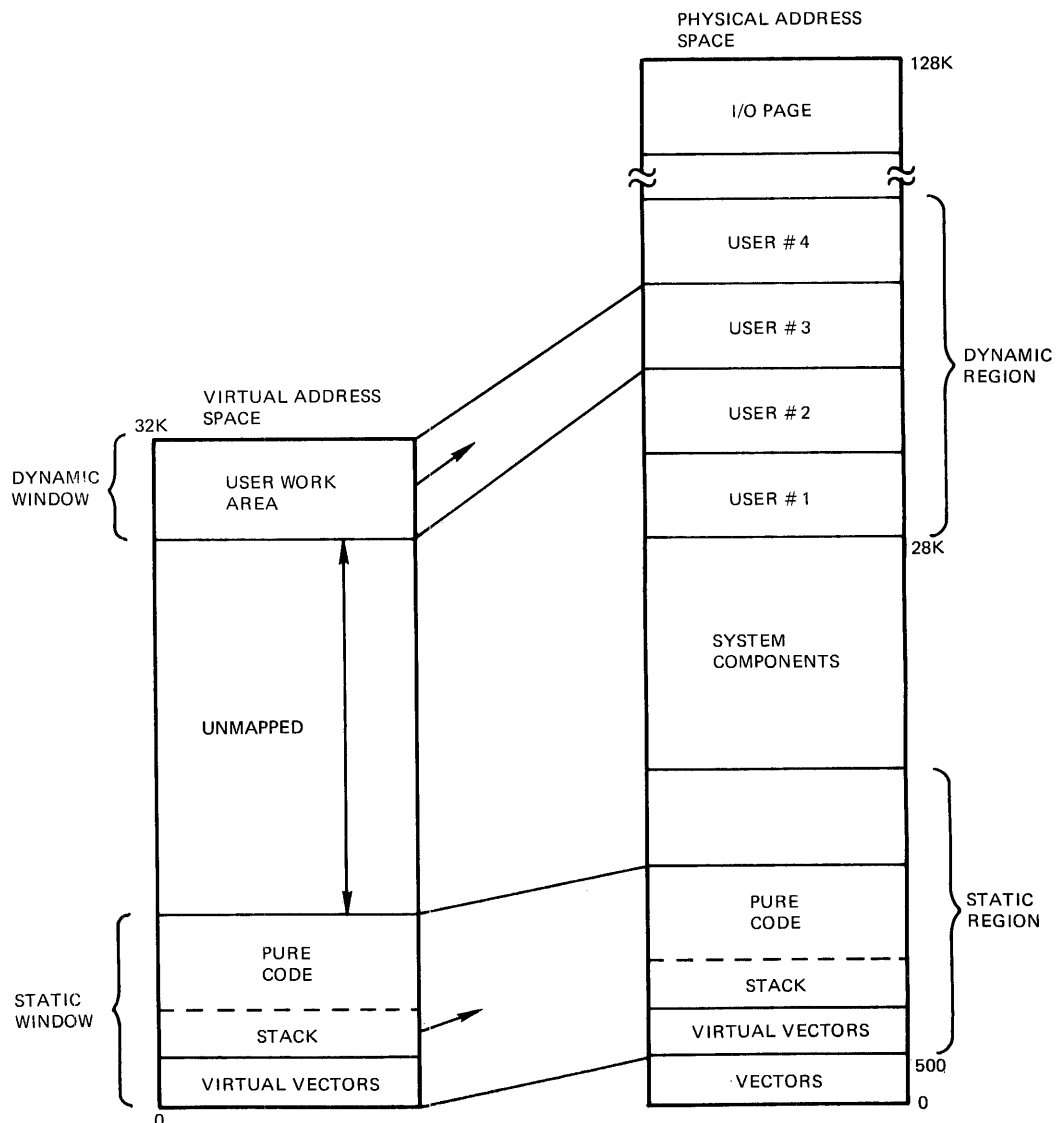 PHYSICAL ADDRESS
SPACE
128K
I/O PAGE
USER #4
USER #3
DYNAMIC
REGION
USER #2
USER #1
28K
VIRTUAL ADDRESS
SPACE
32K
DYNAMIC
WINDOW
USER WORK
AREA
UNMAPPED
SYSTEM
COMPONENTS
PURE
CODE
STATIC
WINDOW
STACK
VIRTUAL VECTORS
0
PURE
CODE
STATIC
REGION
STACK
VIRTUAL VECTORS
500
VECTORS
0